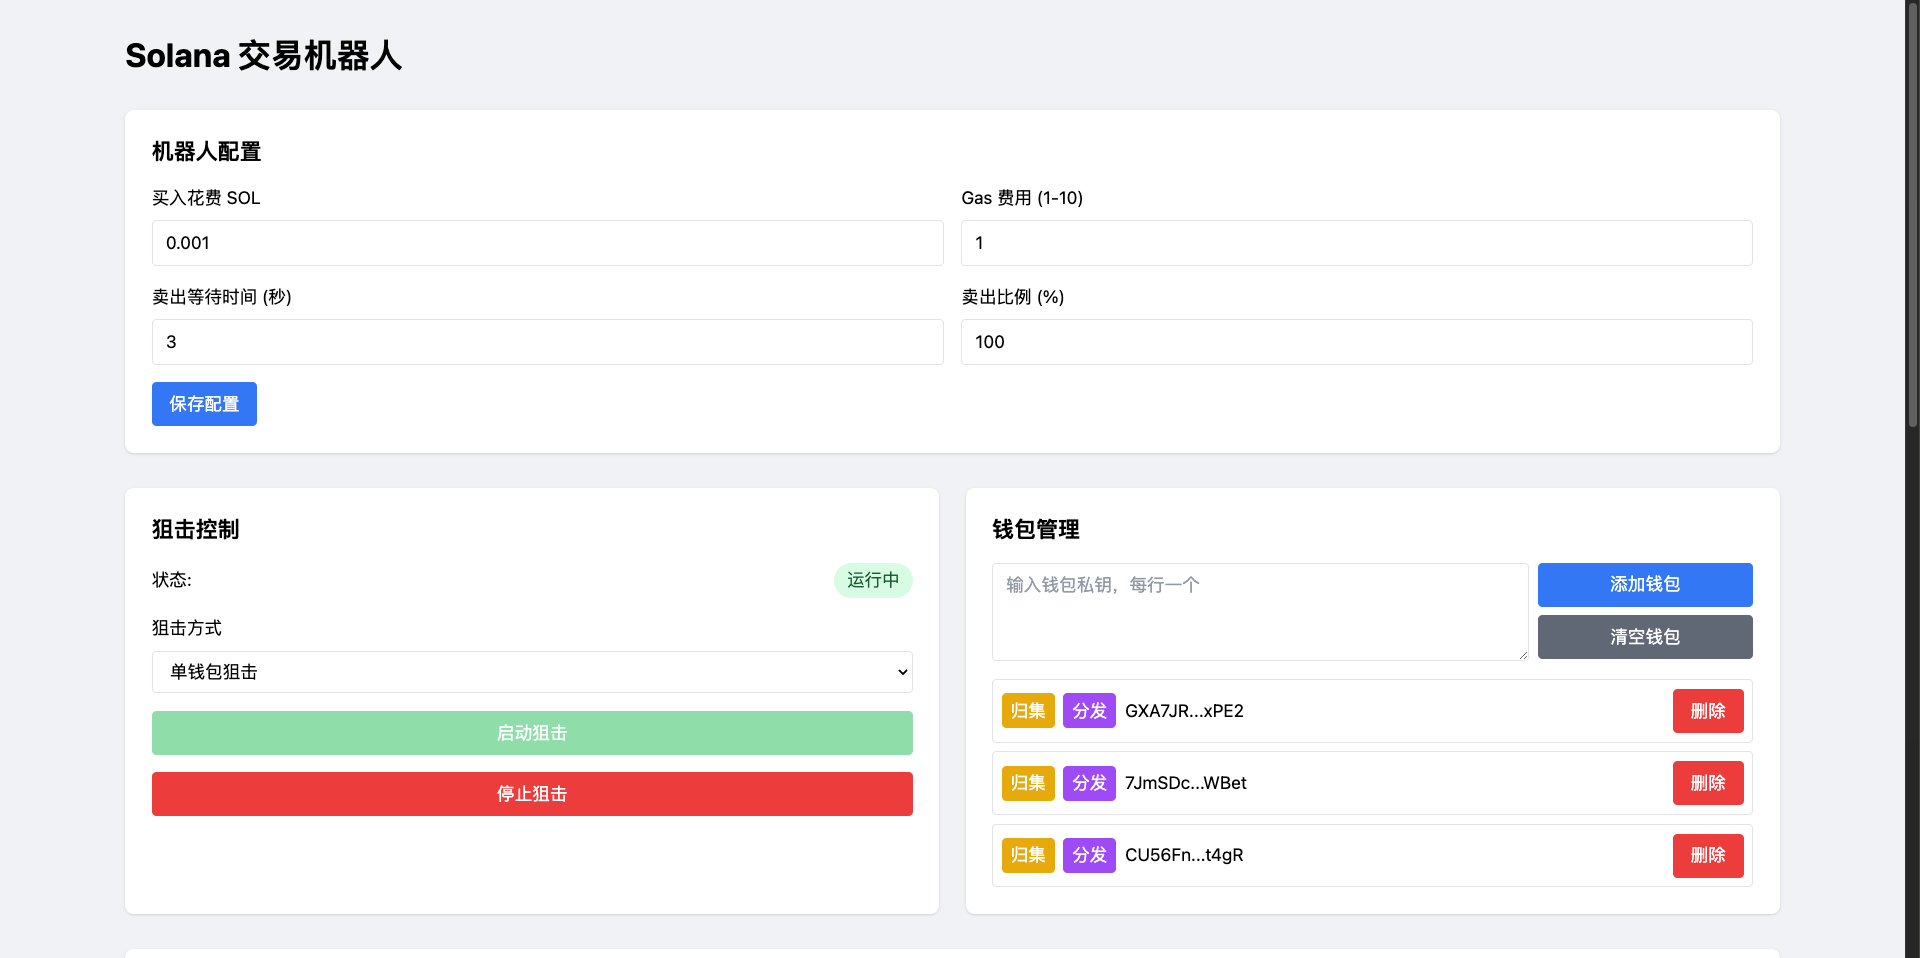 Solana 交易机器人
机器人配置
买入花费 SOL
Gas 费用 (1-10)
0.001
1
卖出等待时间 (秒)
卖出比例 (%)
3
100
保存配置
狙击控制
状态:
运行中
狙击方式
单钱包狙击
启动狙击
停止狙击
钱包管理
输入钱包私钥，每行一个
添加钱包
清空钱包
归集 分发 GXA7JR...xPE2 删除
归集 分发 7JmSDc...WBet 删除
归集 分发 CU56Fn...t4gR 删除